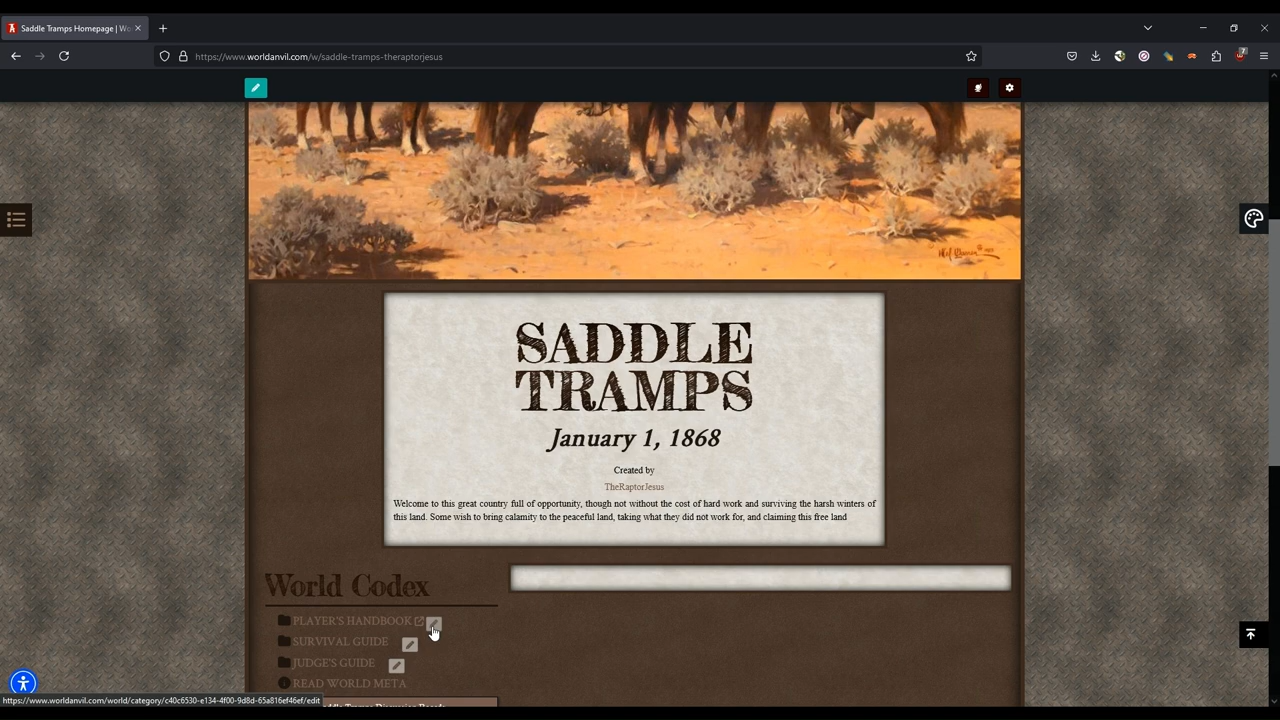 Saddle Tramps Homepage | Wo
https://www.worldanvil.com/w/saddle-tramps-theraptorjesus
7
SADDLE
TRAMPS
January 1, 1868
Created by
TheRaptorJesus
Welcome to this great country full of opportunity, though not without the cost of hard work and surviving the harsh winters of
this land. Some wish to bring calamity to the peaceful land, taking what they did not work for, and claiming this free land
World Codex
PLAYER'S HANDBOOK
SURVIVAL GUIDE
JUDGE'S GUIDE
READ WORLD META
https://www.worldanvil.com/world/category/c40c6530-e134-4f00-9d8d-65a816ef46ef/edit